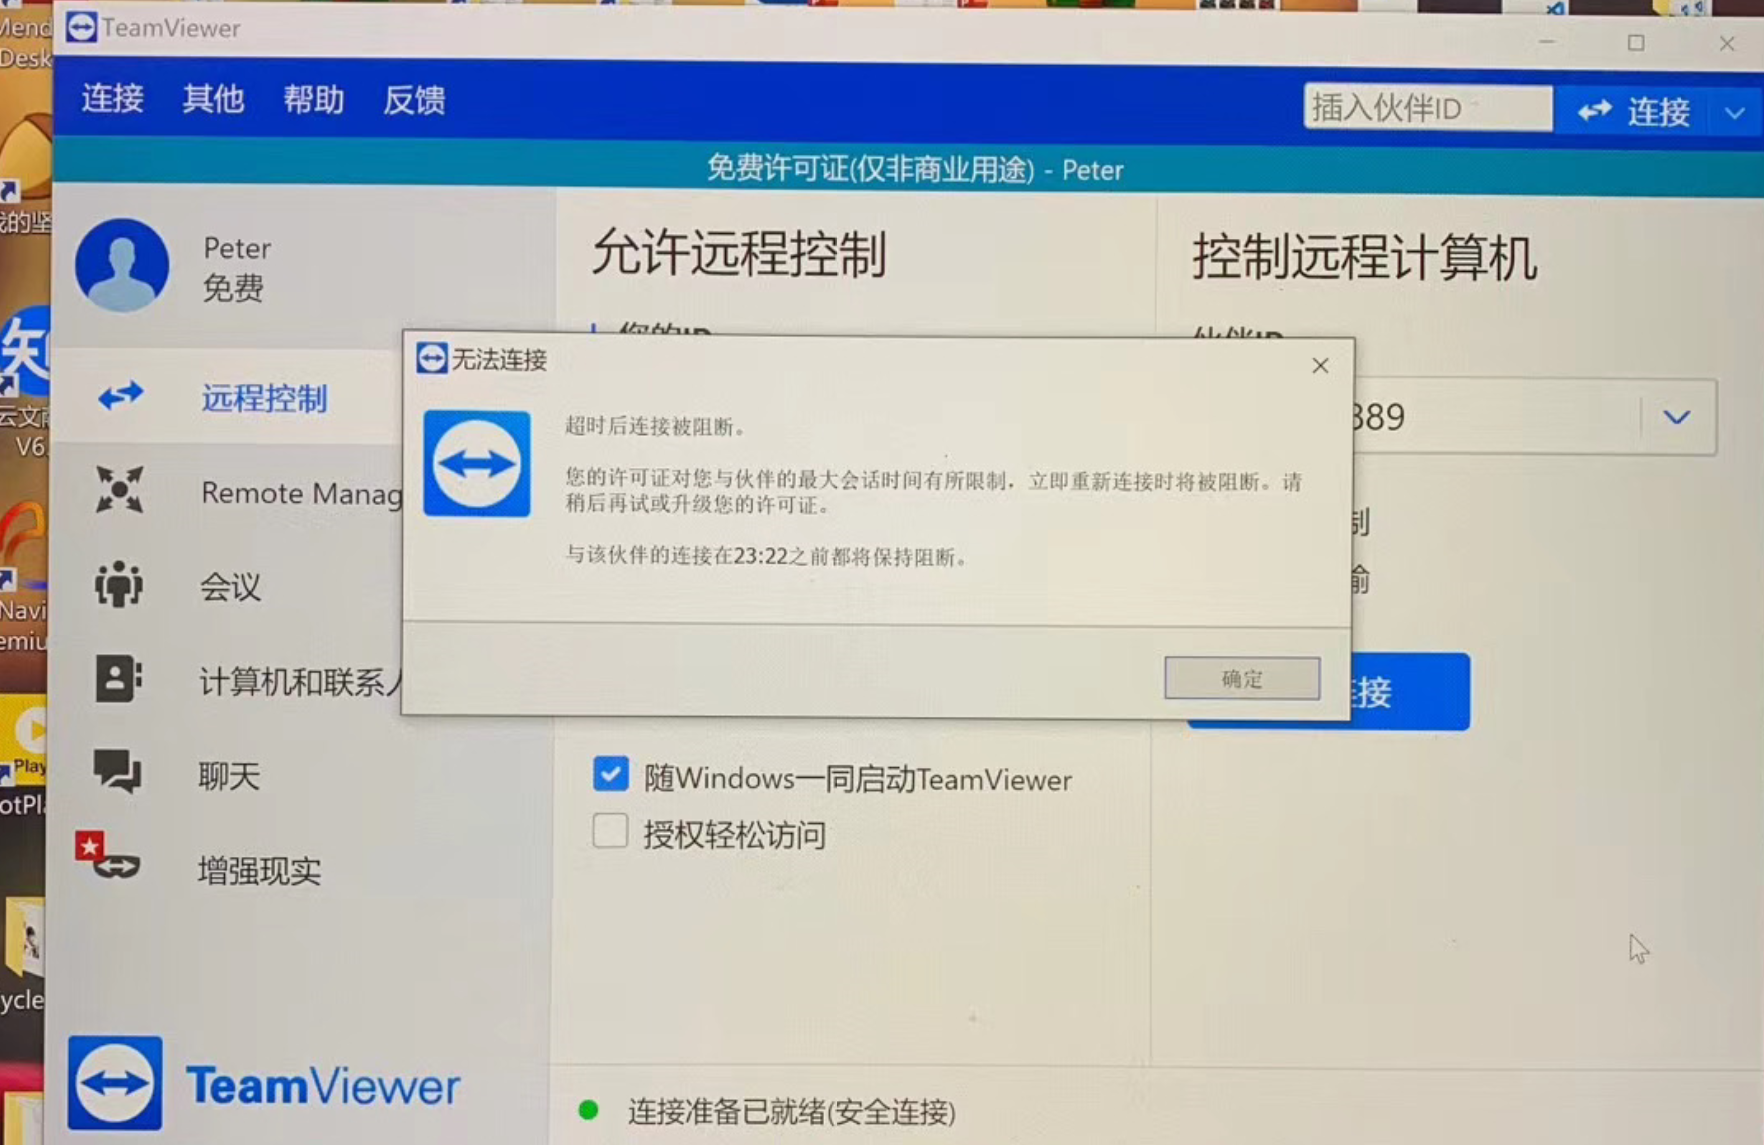 TeamViewer
连接 其他 帮助 反馈
插入伙伴ID
连接
免费许可证(仅非商业用途) - Peter
Peter
免费
允许远程控制
控制远程计算机
您的ID
伙伴ID
389
远程控制
Remote Manag
会议
计算机和联系人
聊天
增强现实
无法连接
超时后连接被阻断。
您的许可证对您与伙伴的最大会话时间有所限制，立即重新连接时将被阻断。请
稍后再试或升级您的许可证。
与该伙伴的连接在23:22之前都将保持阻断。
确定
接
随Windows一同启动TeamViewer
授权轻松访问
TeamViewer
连接准备已就绪(安全连接)
Desk
我的坚
知
V6.
Navi
emiu
Play
otPla
ycle